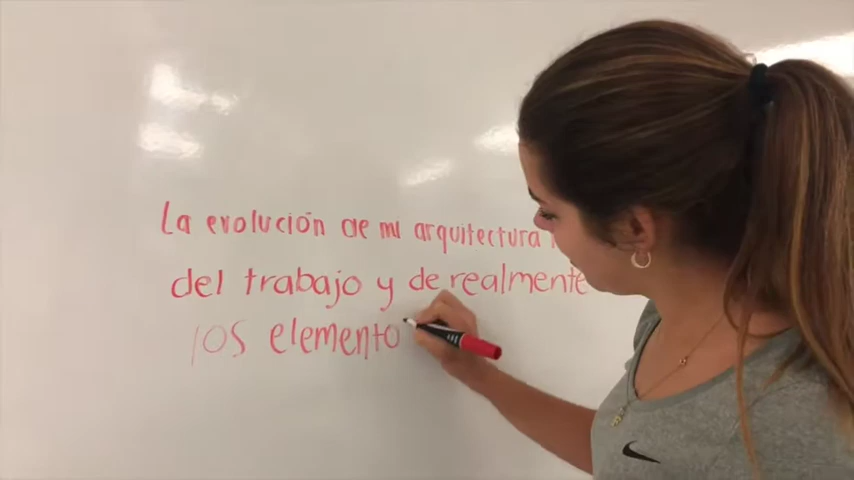 La evolución de mi arquitectura
del trabajo y de realmente
los elemento